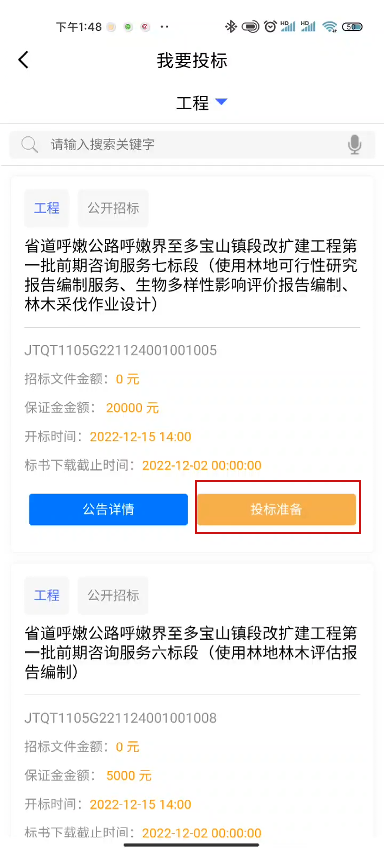 下午1:48
50
我要投标
工程
请输入搜索关键字
工程 公开招标
省道呼嫩公路呼嫩界至多宝山镇段改扩建工程第
一批前期咨询服务七标段（使用林地可行性研究
报告编制服务、生物多样性影响评价报告编制、
林木采伐作业设计）
JTQT1105G221124001001005
招标文件金额：0 元
保证金金额： 20000 元
开标时间：2022-12-15 14:00
标书下载截止时间：2022-12-02 00:00:00
公告详情 投标准备
工程 公开招标
省道呼嫩公路呼嫩界至多宝山镇段改扩建工程第
一批前期咨询服务六标段（使用林地林木评估报
告编制）
JTQT1105G221124001001008
招标文件金额：0 元
保证金金额： 5000 元
开标时间：2022-12-15 14:00
标书下载截止时间：2022-12-02 00:00:00